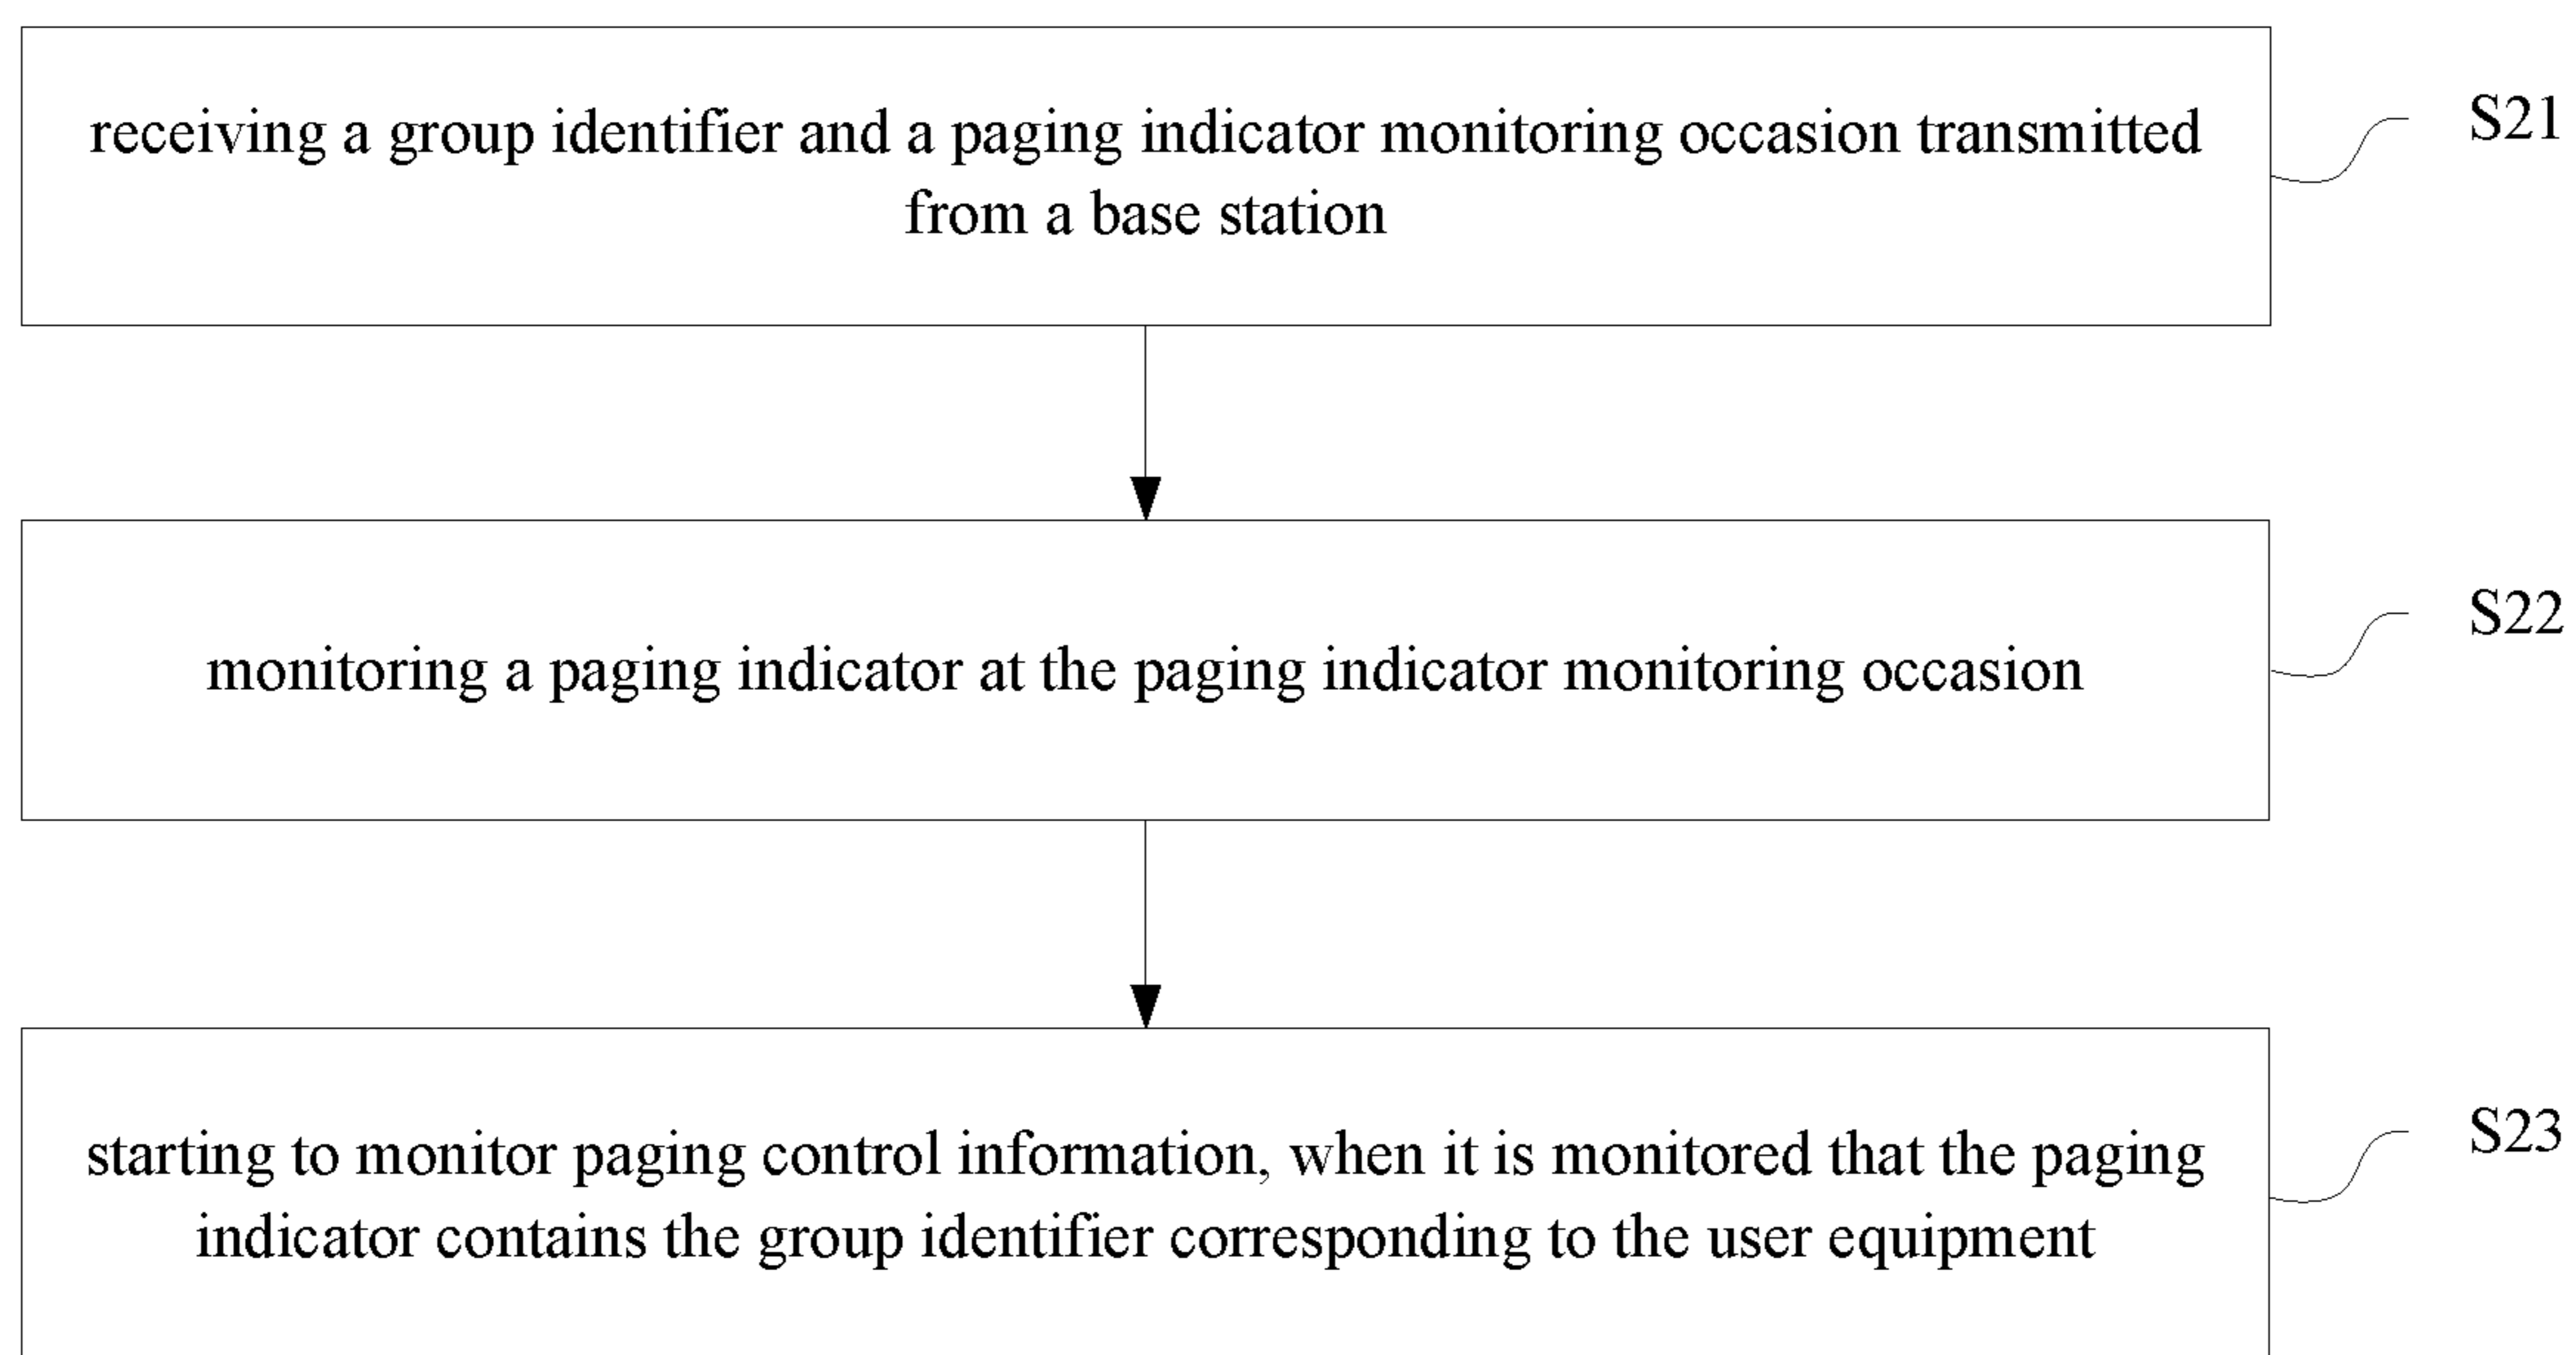 receiving a group identifier and a paging indicator monitoring occasion transmitted
from a base station
S21
monitoring a paging indicator at the paging indicator monitoring occasion
S22
starting to monitor paging control information, when it is monitored that the paging
indicator contains the group identifier corresponding to the user equipment
S23